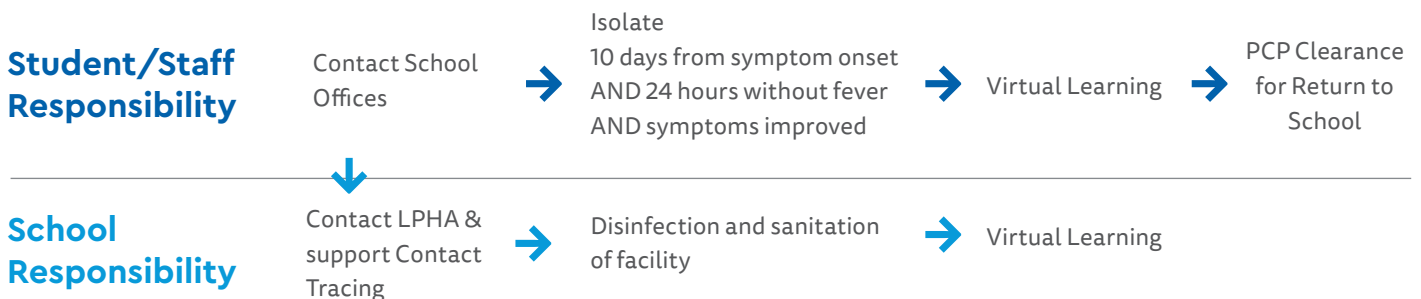 Student/Staff
Responsibility
Contact School
Offices
Isolate
10 days from symptom onset
AND 24 hours without fever
AND symptoms improved
Virtual Learning
PCP Clearance
for Return to
School
School
Responsibility
Contact LPHA &
support Contact
Tracing
Disinfection and sanitation
of facility
Virtual Learning